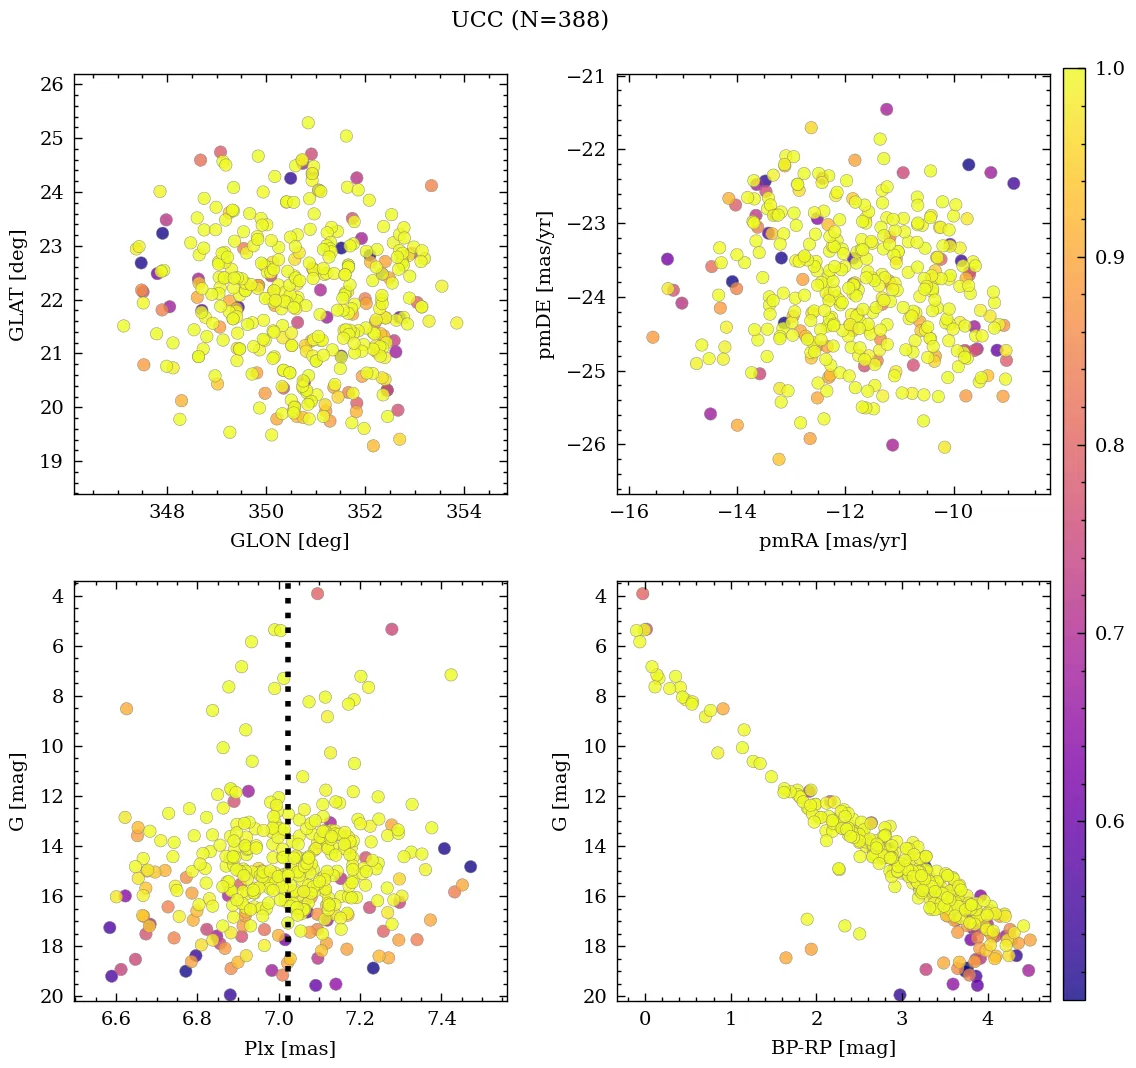 UCC (N=388)
26
25
24
23
22
21
20
19
GLAT [deg]
348 350 352 354
GLON [deg]
−21
−22
−23
−24
−25
−26
pmDE [mas/yr]
−16 −14 −12 −10
pmRA [mas/yr]
1.0
0.9
0.8
0.7
0.6
4
6
8
10
12
14
16
18
20
G [mag]
6.6 6.8 7.0 7.2 7.4
Plx [mas]
4
6
8
10
12
14
16
18
20
G [mag]
0 1 2 3 4
BP-RP [mag]